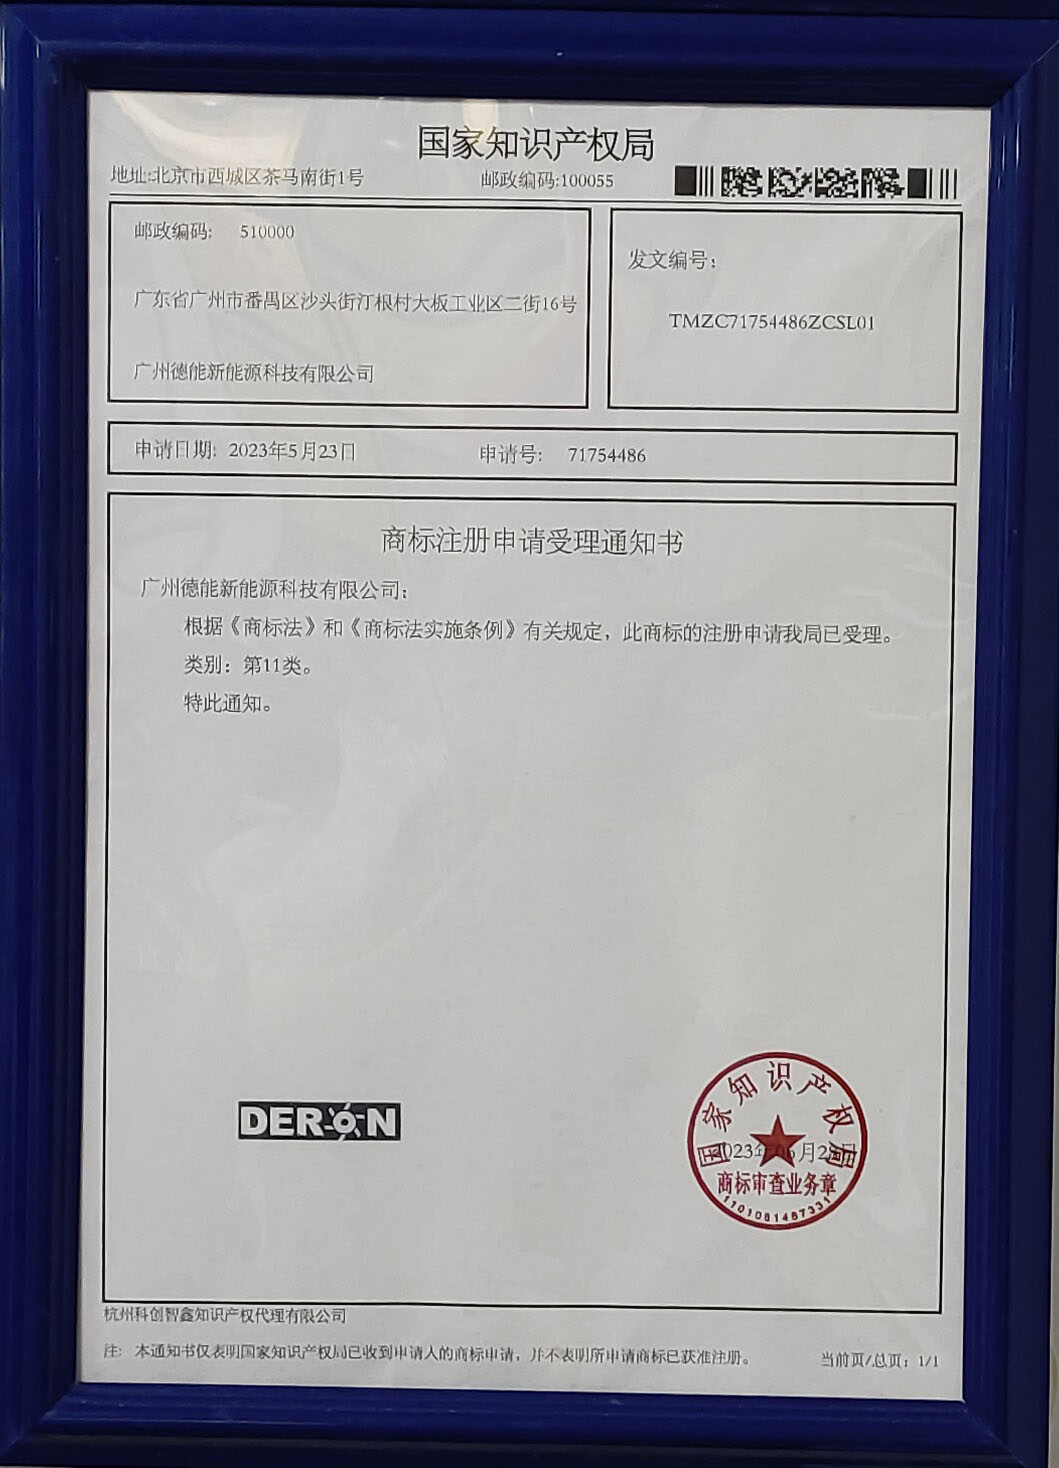 国家知识产权局
地址:北京市西城区茶马南街1号 邮政编码:100055
邮政编码: 510000
广东省广州市番禺区沙头街汀根村大板工业区二街16号
广州德能新能源科技有限公司
发文编号:
TMZC71754486ZCSL01
申请日期: 2023年5月23日 申请号: 71754486
商标注册申请受理通知书
广州德能新能源科技有限公司:
根据《商标法》和《商标法实施条例》有关规定，此商标的注册申请我局已受理。
类别：第11类。
特此通知。
DERON
国家知识产权局
商标审查业务章
杭州科创智鑫知识产权代理有限公司
注: 本通知书仅表明国家知识产权局已收到申请人的商标申请，并不表明所申请商标已获准注册。
当前页/总页：1/1